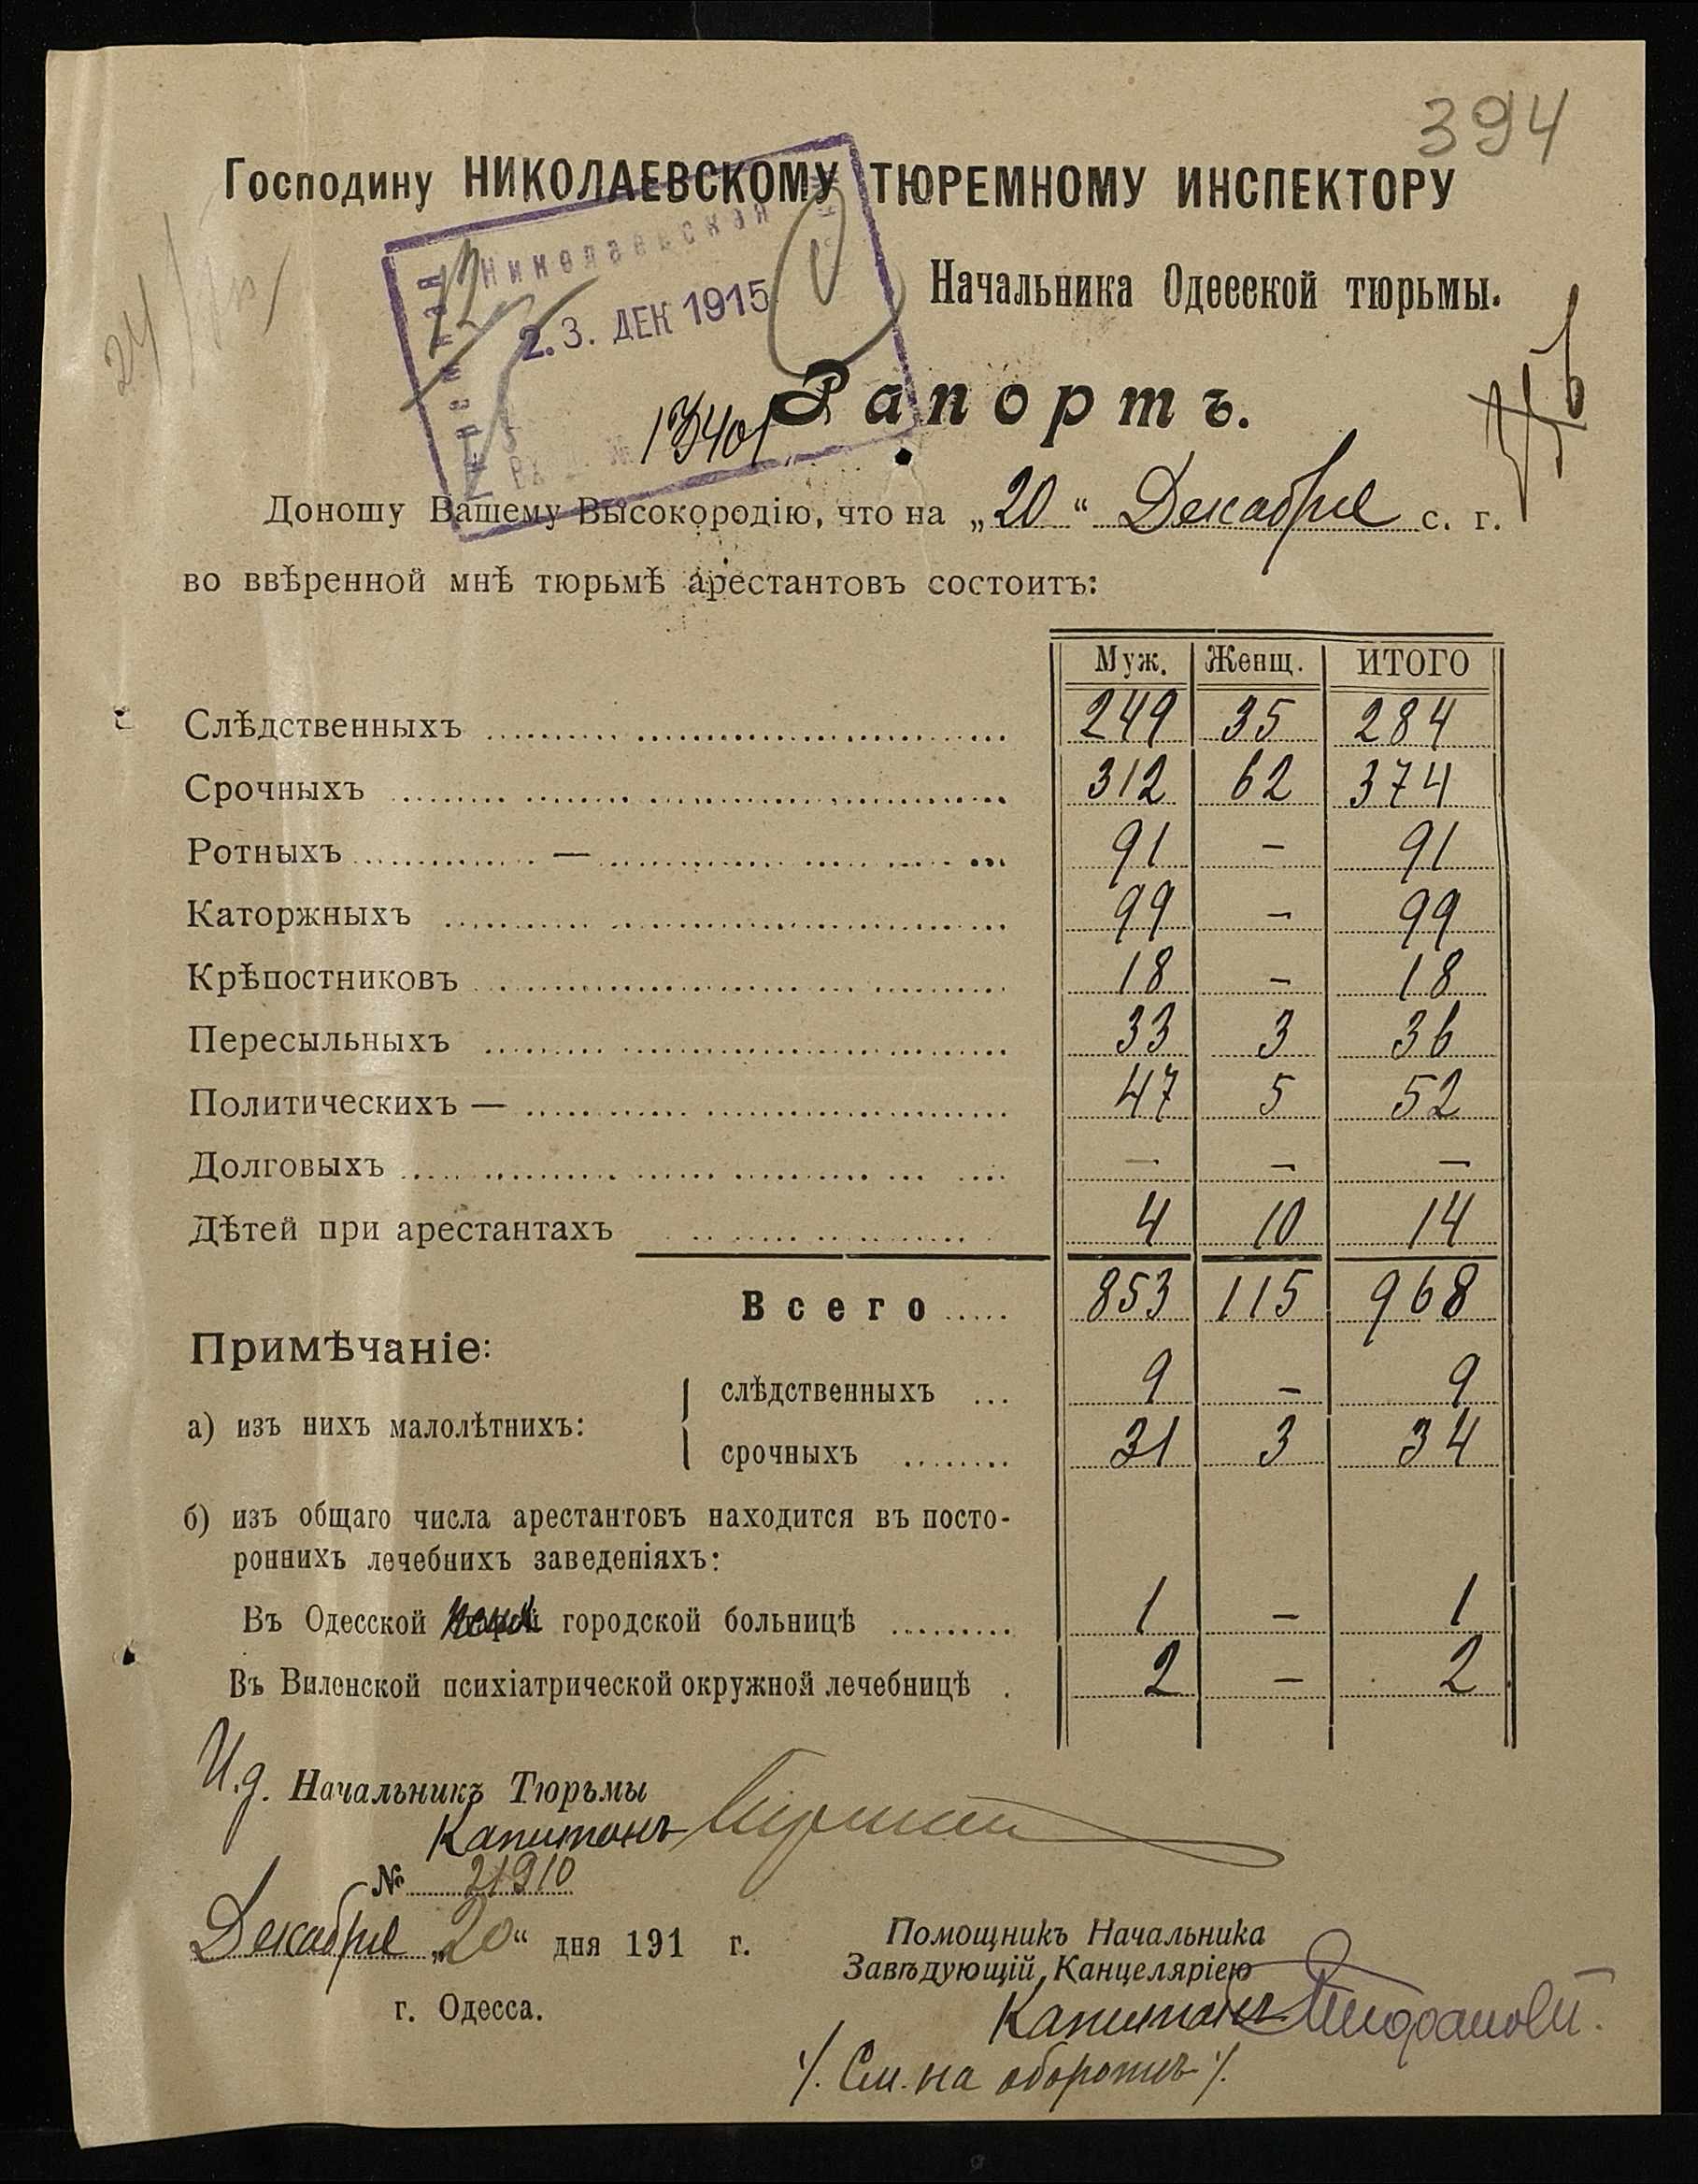 394
Господину НИКОЛАЕВСКОМУ ТЮРЕМНОМУ ИНСПЕКТОРУ
Николаевская
23. ДЕК 1915
13401
24/
Начальника Одесской тюрьмы.
Рапортъ.
Доношу Вашему Высокородію, что на „20“ Декабря с. г.
во ввѣренной мнѣ тюрьмѣ арестантовъ состоитъ:
Муж. Женщ. ИТОГО
Слѣдственныхъ 249 35 284
Срочныхъ 312 62 374
Ротныхъ — 91 – 91
Каторжныхъ 99 – 99
Крѣпостниковъ 18 – 18
Пересыльныхъ 33 3 36
Политическихъ — 47 5 52
Долговыхъ – – –
Дѣтей при арестантахъ 4 10 14
Всего 853 115 968
Примѣчаніе:
а) изъ нихъ малолѣтнихъ:
слѣдственныхъ 9 – 9
срочныхъ 31 3 34
б) изъ общаго числа арестантовъ находится въ посто-
роннихъ лечебнихъ заведеніяхъ:
Въ Одесской городской больницѣ 1 – 1
Въ Виленской психіатрической окружной лечебницѣ 2 – 2
И.д. Начальникъ Тюрьмы
Капитанъ
№ 21910
Декабря „20“ дня 191 г.
г. Одесса.
Помощникъ Начальника
Завѣдующій Канцеляріею
Капитанъ
./. См. на оборотѣ ./.